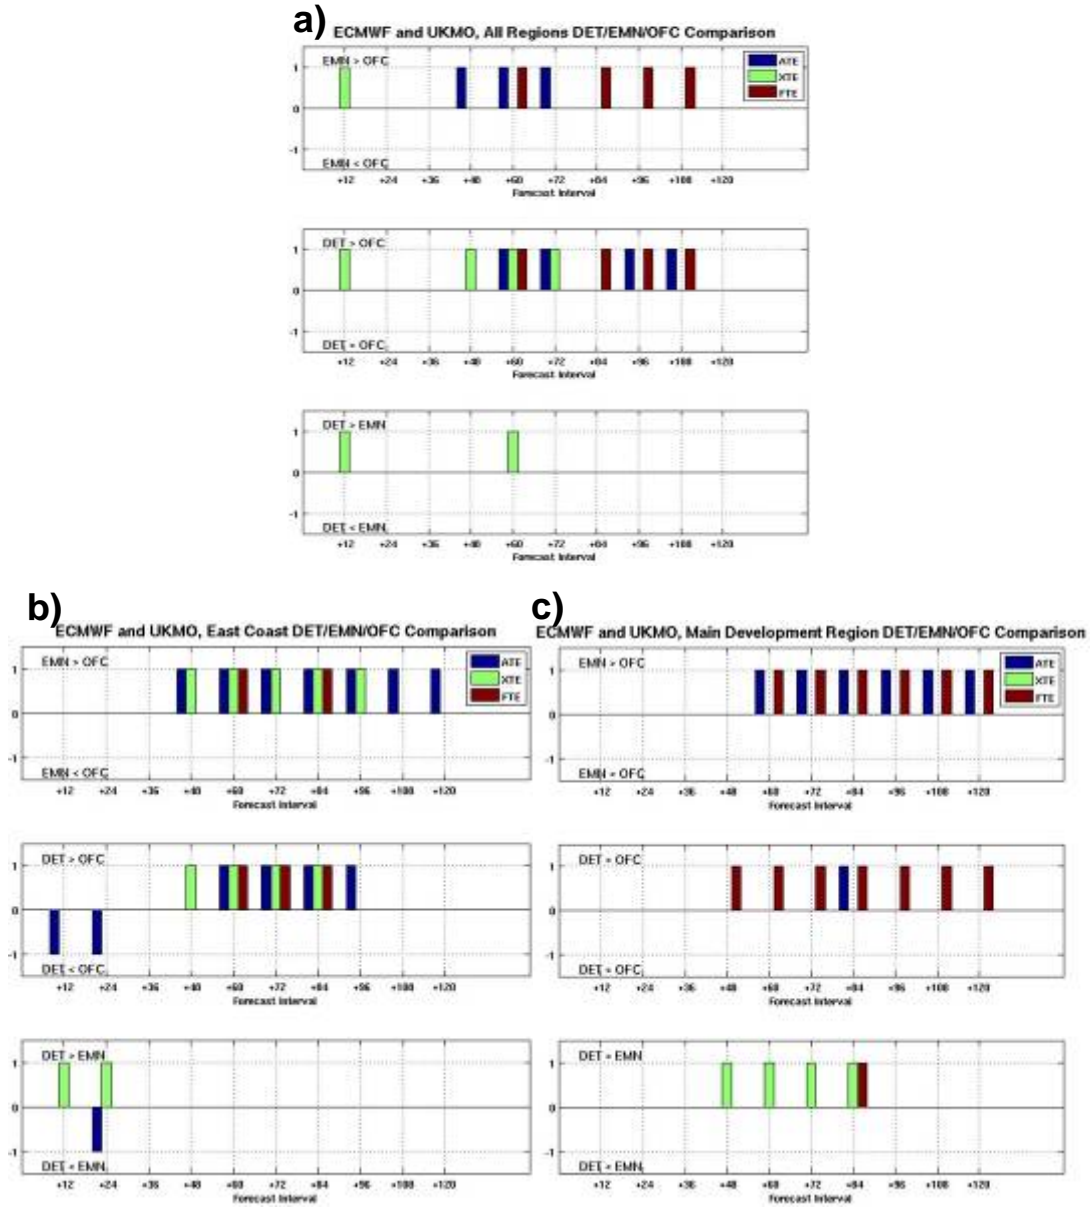 a)
ECMWF and UKMO, All Regions DET/EMN/OFC Comparison
EMN > OFC
ATE
XTE
FTE
1
0
-1
EMN < OFC
+12 +24 +36 +48 +60 +72 +84 +96 +108 +120
Forecast Interval
DET > OFC
1
0
-1
DET < OFC
+12 +24 +36 +48 +60 +72 +84 +96 +108 +120
Forecast Interval
DET > EMN
1
0
-1
DET < EMN
+12 +24 +36 +48 +60 +72 +84 +96 +108 +120
Forecast Interval
b)
ECMWF and UKMO, East Coast DET/EMN/OFC Comparison
EMN > OFC
ATE
XTE
FTE
1
0
-1
EMN < OFC
+12 +24 +36 +48 +60 +72 +84 +96 +108 +120
Forecast Interval
DET > OFC
1
0
-1
DET < OFC
+12 +24 +36 +48 +60 +72 +84 +96 +108 +120
Forecast Interval
DET > EMN
1
0
-1
DET < EMN
+12 +24 +36 +48 +60 +72 +84 +96 +108 +120
Forecast Interval
c)
ECMWF and UKMO, Main Development Region DET/EMN/OFC Comparison
EMN > OFC
ATE
XTE
FTE
1
0
-1
EMN < OFC
+12 +24 +36 +48 +60 +72 +84 +96 +108 +120
Forecast Interval
DET > OFC
1
0
-1
DET < OFC
+12 +24 +36 +48 +60 +72 +84 +96 +108 +120
Forecast Interval
DET > EMN
1
0
-1
DET < EMN
+12 +24 +36 +48 +60 +72 +84 +96 +108 +120
Forecast Interval